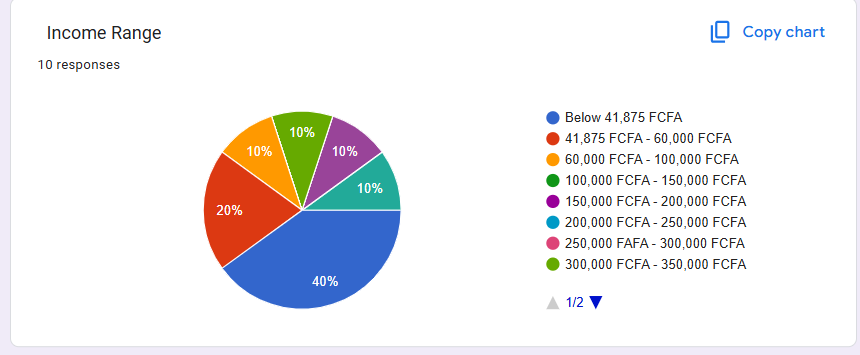 Income Range
Copy chart
10 responses
10%
10%
10%
10%
20%
40%
Below 41,875 FCFA
41,875 FCFA - 60,000 FCFA
60,000 FCFA - 100,000 FCFA
100,000 FCFA - 150,000 FCFA
150,000 FCFA - 200,000 FCFA
200,000 FCFA - 250,000 FCFA
250,000 FAFA - 300,000 FCFA
300,000 FCFA - 350,000 FCFA
1/2